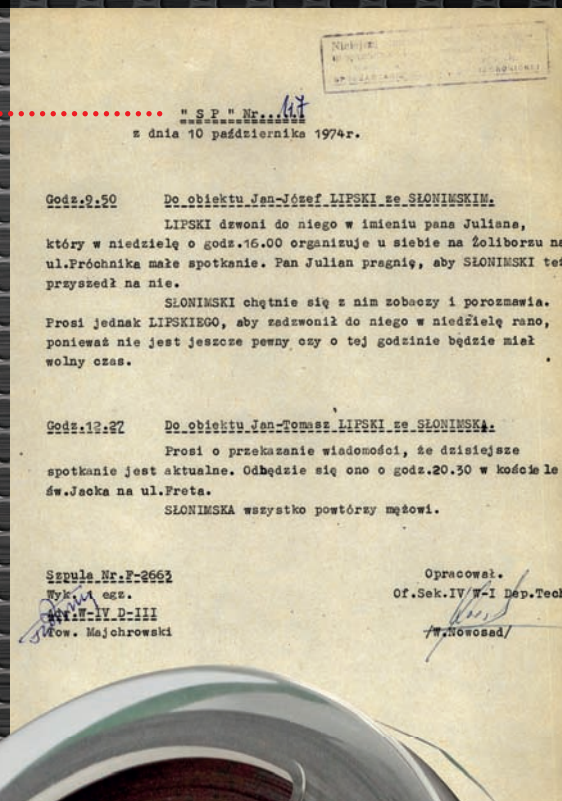 " S P " Nr...117
z dnia 10 października 1974r.
Godz.9.50 Do obiektu Jan-Józef LIPSKI ze SŁONIMSKIM.
LIPSKI dzwoni do niego w imieniu pana Juliana,
który w niedzielę o godz.16.00 organizuje u siebie na Żoliborzu na
ul.Próchnika małe spotkanie. Pan Julian pragnię, aby SŁONIMSKI też
przyszedł na nie.
SŁONIMSKI chętnie się z nim zobaczy i porozmawia.
Prosi jednak LIPSKIEGO, aby zadzwonił do niego w niedzielę rano,
ponieważ nie jest jeszcze pewny czy o tej godzinie będzie miał
wolny czas.
Godz.12.27 Do obiektu Jan-Tomasz LIPSKI ze SŁONIMSKĄ.
Prosi o przekazanie wiadomości, że dzisiejsze
spotkanie jest aktualne. Odbędzie się ono o godz.20.30 w kościele
św.Jacka na ul.Freta.
SŁONIMSKA wszystko powtórzy mężowi.
Szpula Nr.F-2663 Opracował.
Wyk. 1 egz. Of.Sek.IV W-I Dep.Tech
W-IV D-III
Tow. Majchrowski /W.Nowosad/